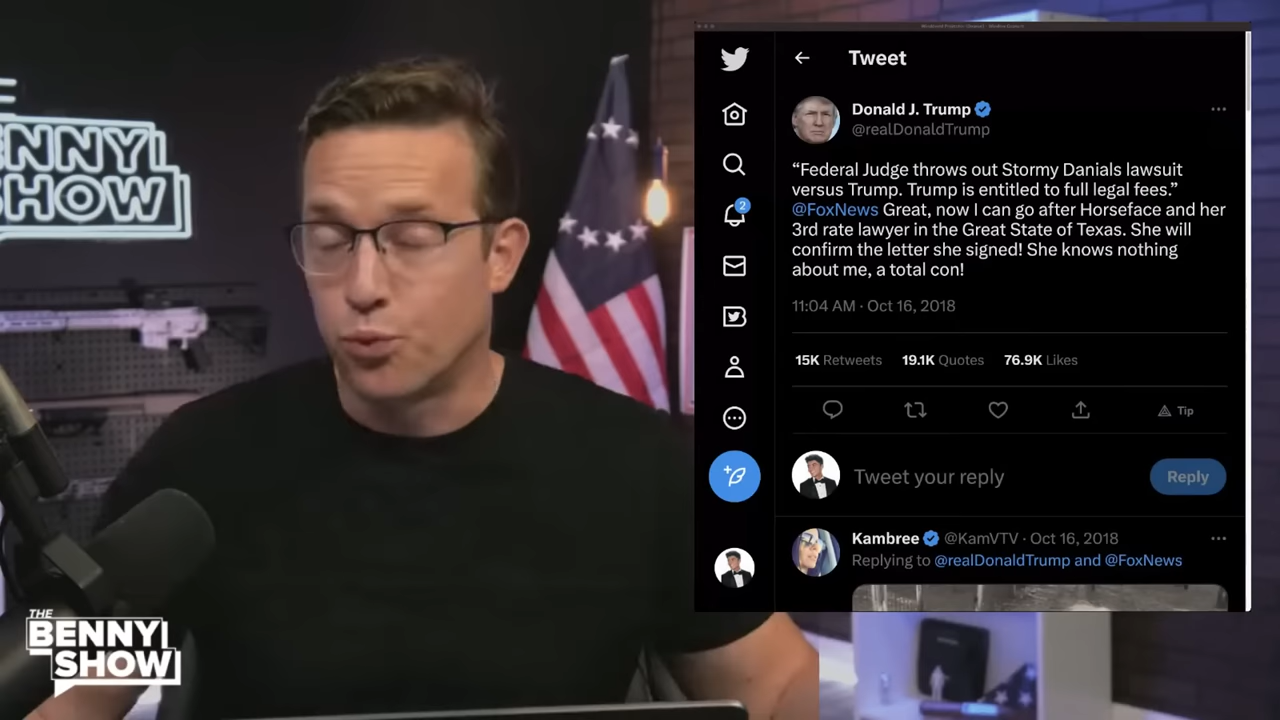 BENNY
SHOW
Tweet
Donald J. Trump
@realDonaldTrump
“Federal Judge throws out Stormy Danials lawsuit
versus Trump. Trump is entitled to full legal fees.”
@FoxNews Great, now I can go after Horseface and her
3rd rate lawyer in the Great State of Texas. She will
confirm the letter she signed! She knows nothing
about me, a total con!
11:04 AM · Oct 16, 2018
15K Retweets 19.1K Quotes 76.9K Likes
Tip
Tweet your reply
Reply
Kambree @KamVTV · Oct 16, 2018
Replying to @realDonaldTrump and @FoxNews
2
THE
BENNY
SHOW